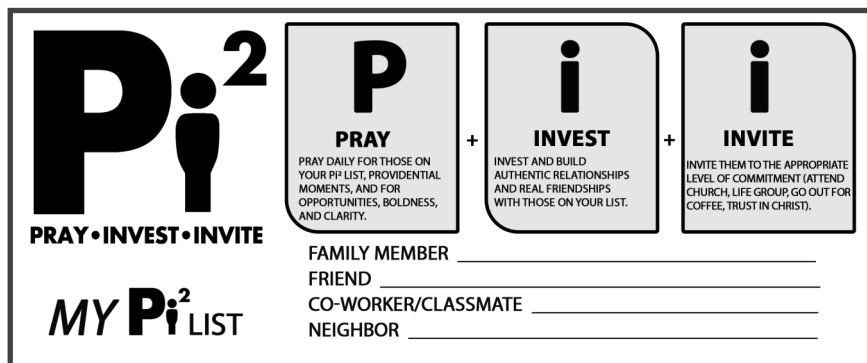 Pi²
PRAY•INVEST•INVITE
MY Pi² LIST
P
PRAY
PRAY DAILY FOR THOSE ON
YOUR Pi² LIST, PROVIDENTIAL
MOMENTS, AND FOR
OPPORTUNITIES, BOLDNESS,
AND CLARITY.
+
i
INVEST
INVEST AND BUILD
AUTHENTIC RELATIONSHIPS
AND REAL FRIENDSHIPS
WITH THOSE ON YOUR LIST.
+
i
INVITE
INVITE THEM TO THE APPROPRIATE
LEVEL OF COMMITMENT (ATTEND
CHURCH, LIFE GROUP, GO OUT FOR
COFFEE, TRUST IN CHRIST).
FAMILY MEMBER
FRIEND
CO-WORKER/CLASSMATE
NEIGHBOR